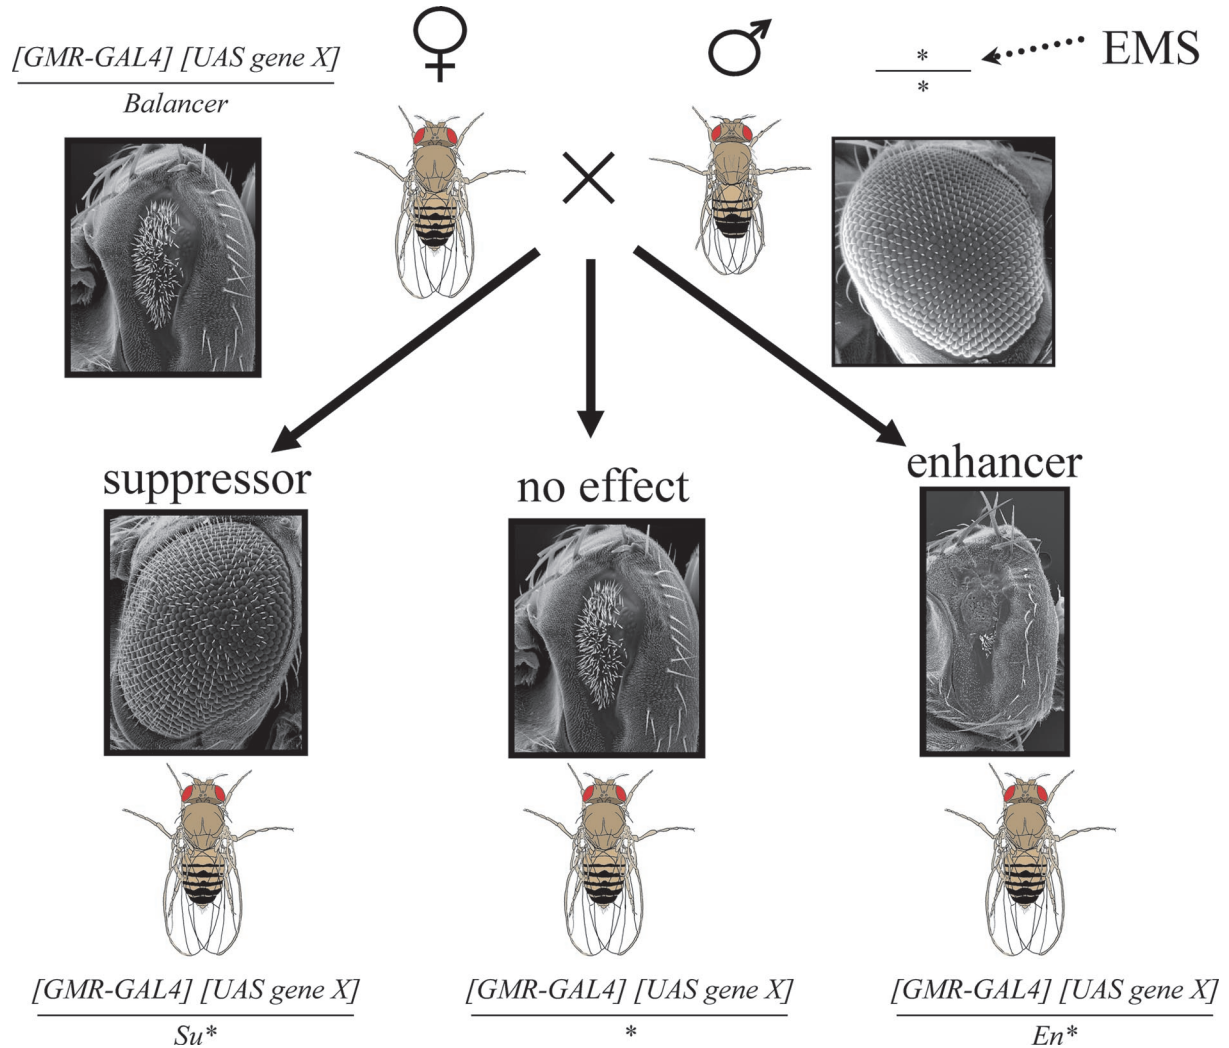 [GMR-GAL4] [UAS gene X]
Balancer
♀
♂
*
*
EMS
×
suppressor
no effect
enhancer
[GMR-GAL4] [UAS gene X]
Su*
[GMR-GAL4] [UAS gene X]
*
[GMR-GAL4] [UAS gene X]
En*